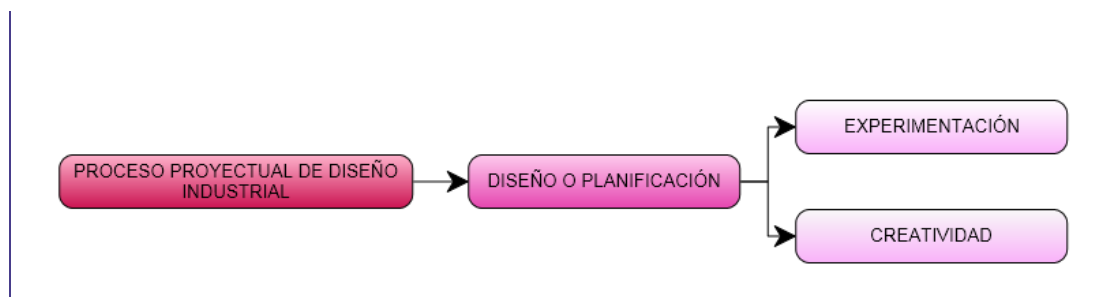 PROCESO PROYECTUAL DE DISEÑO
INDUSTRIAL
DISEÑO O PLANIFICACIÓN
EXPERIMENTACIÓN
CREATIVIDAD